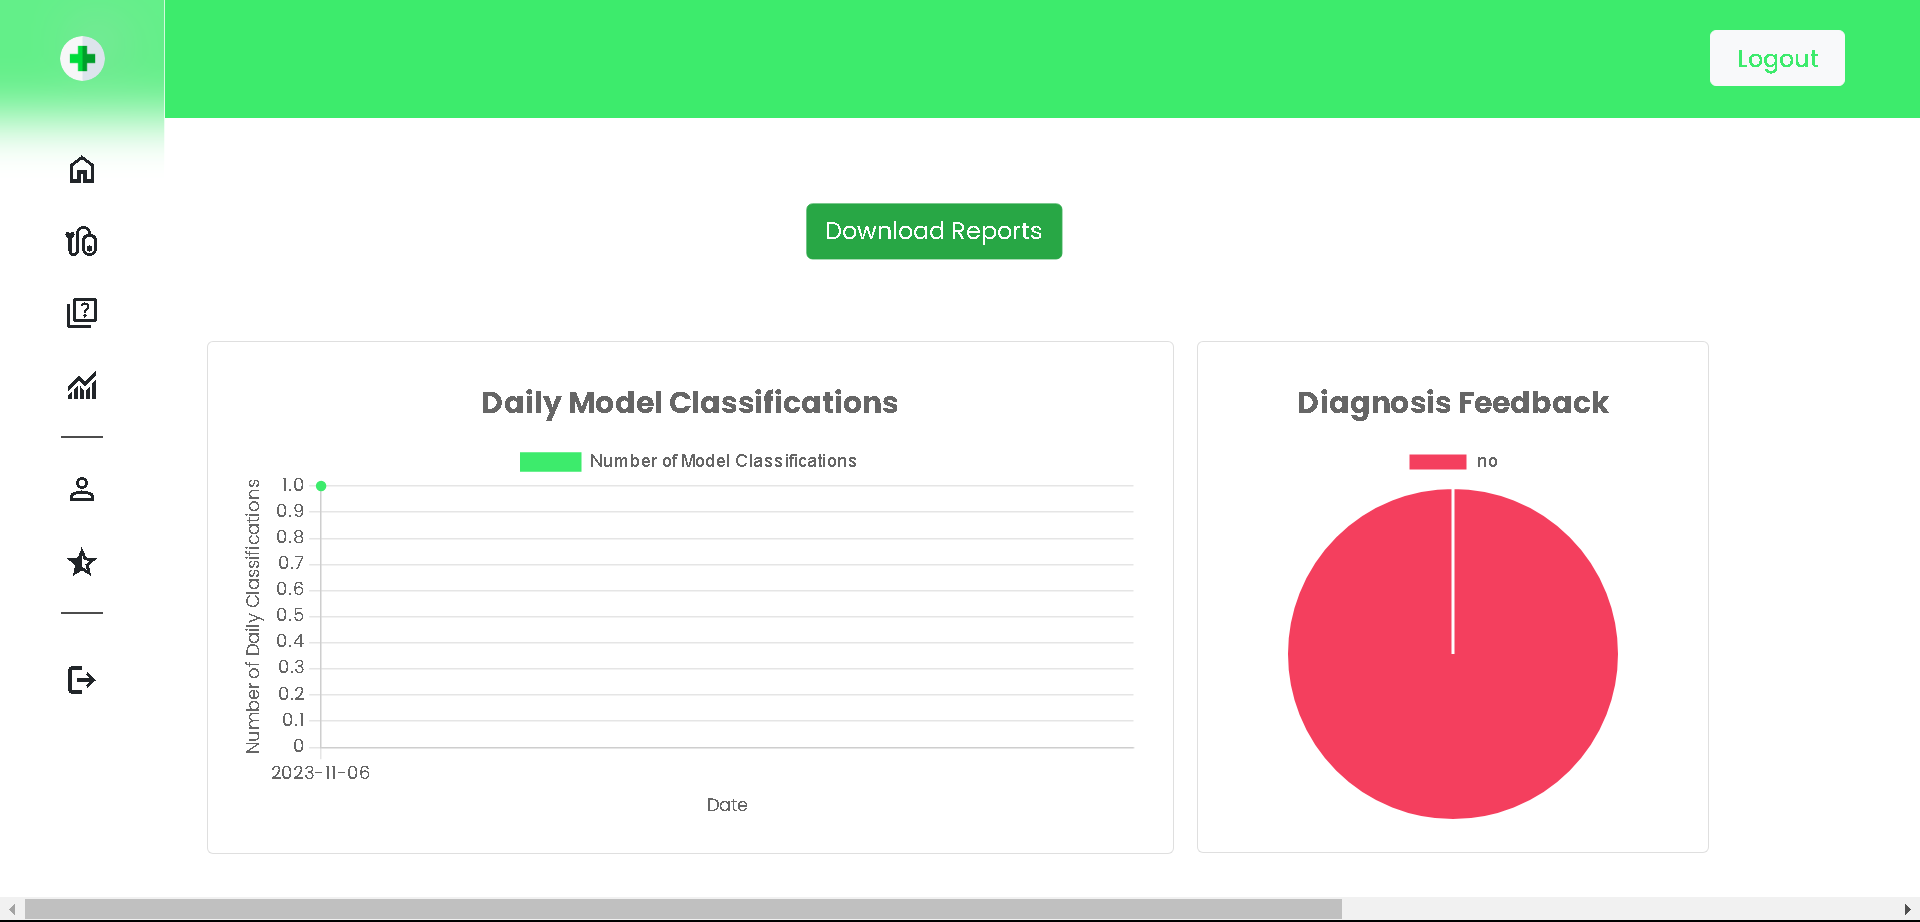 Logout
Download Reports
Daily Model Classifications
Number of Model Classifications
Number of Daily Classifications
1.0
0.9
0.8
0.7
0.6
0.5
0.4
0.3
0.2
0.1
0
2023-11-06
Date
Diagnosis Feedback
no